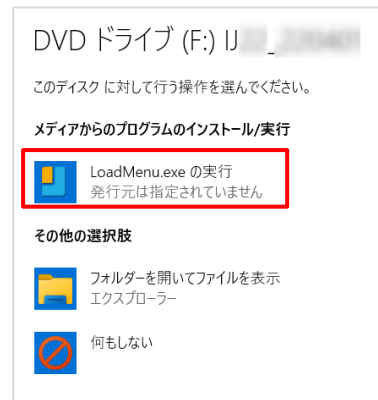 DVD ドライブ (F:) IJ
このディスク に対して行う操作を選んでください。
メディアからのプログラムのインストール/実行
LoadMenu.exe の実行
発行元は指定されていません
その他の選択肢
フォルダーを開いてファイルを表示
エクスプローラー
何もしない